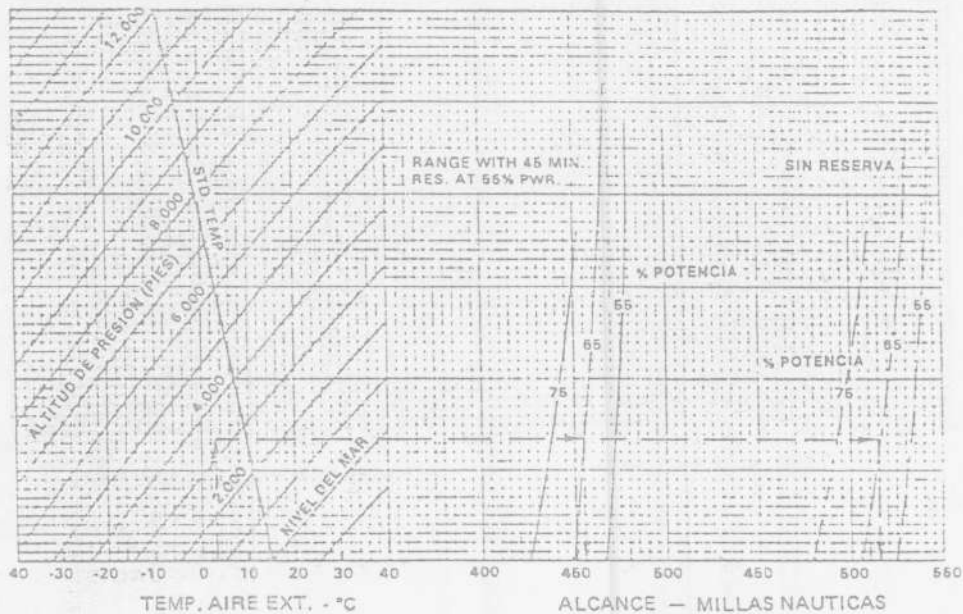 12.000
10.000
8.000
6.000
4.000
2.000
NIVEL DEL MAR
ALTITUD DE PRESION (PIES)
STD. TEMP
RANGE WITH 45 MIN.
RES. AT 55% PWR.
SIN RESERVA
% POTENCIA
55
65
75
% POTENCIA
55
65
75
40 -30 -20 -10 0 10 20 30 40
400 450 500 500 550
TEMP. AIRE EXT. - °C
ALCANCE — MILLAS NAUTICAS